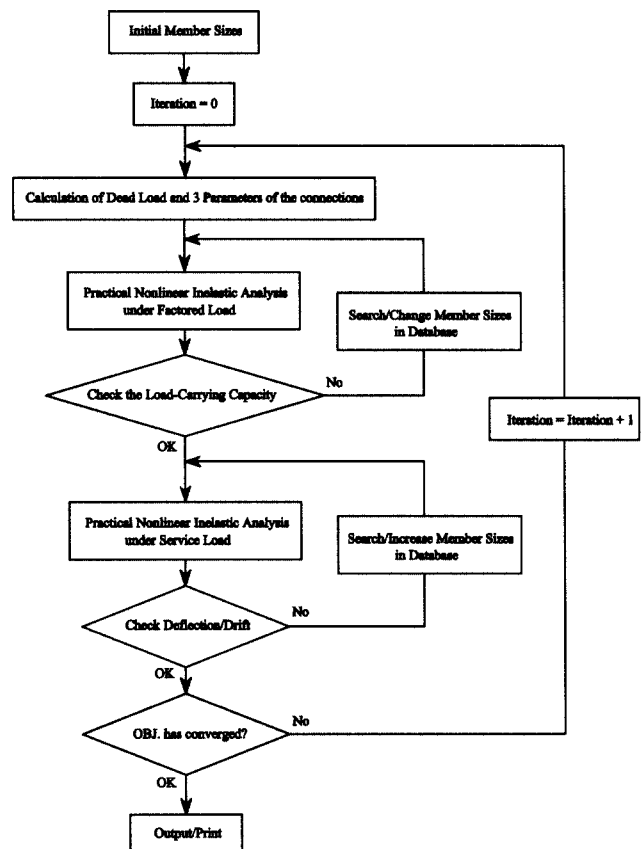 Initial Member Sizes
Iteration = 0
Calculation of Dead Load and 3 Parameters of the connections
Practical Nonlinear Inelastic Analysis
under Factored Load
Search/Change Member Sizes
in Database
Check the Load-Carrying Capacity
No
Iteration = Iteration + 1
OK
Practical Nonlinear Inelastic Analysis
under Service Load
Search/Increase Member Sizes
in Database
Check Deflection/Drift
No
OK
OBJ. has converged?
No
OK
Output/Print